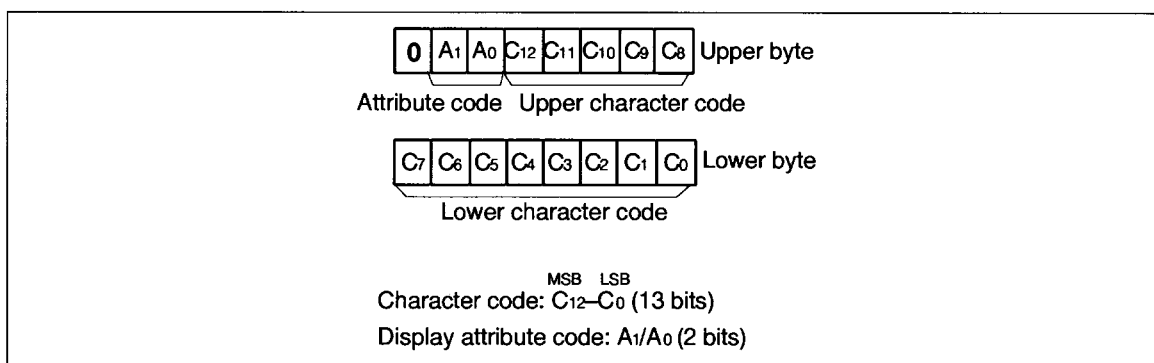 0 A1 A0 C12 C11 C10 C9 C8 Upper byte
Attribute code Upper character code
C7 C6 C5 C4 C3 C2 C1 C0 Lower byte
Lower character code
MSB LSB
Character code: C12–C0 (13 bits)
Display attribute code: A1/A0 (2 bits)